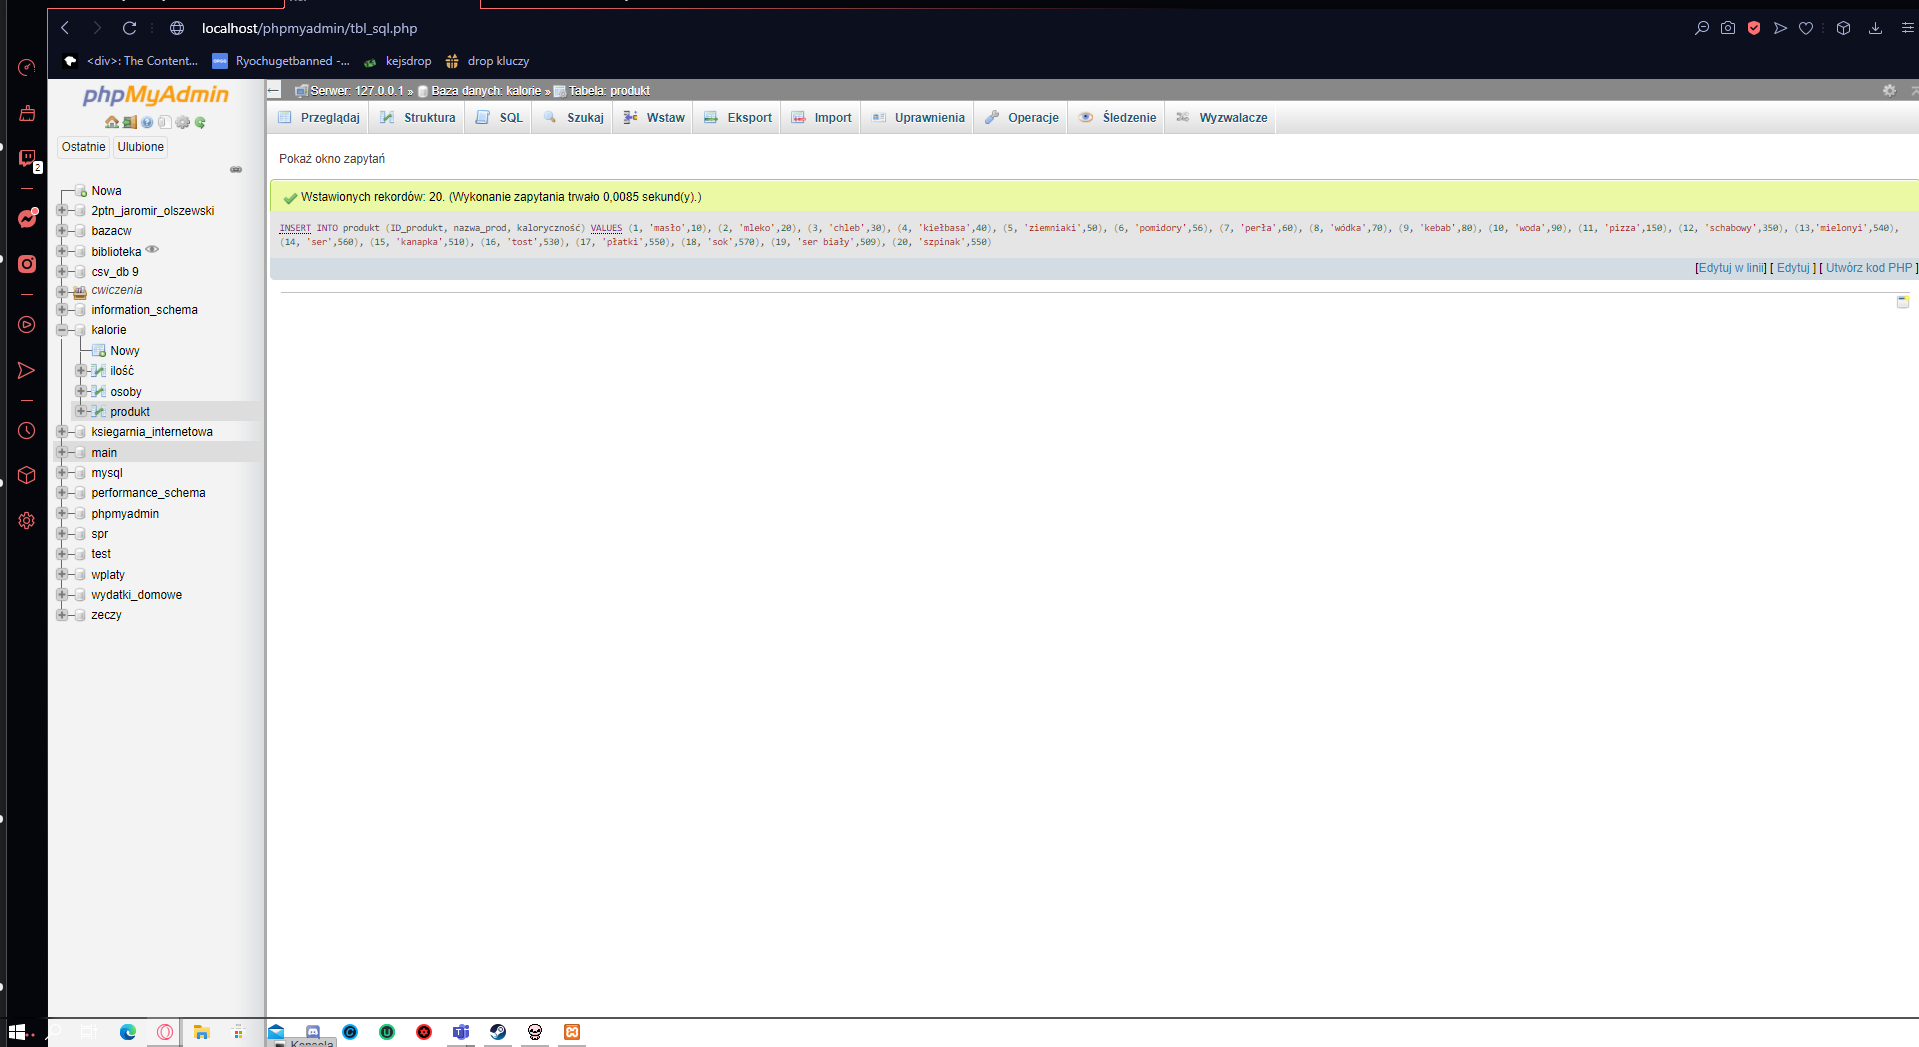 localhost/phpmyadmin/tbl_sql.php
<div>: The Content... Ryochugetbanned -... kejsdrop drop kluczy
phpMyAdmin
Ostatnie Ulubione
2
Nowa
2ptn_jaromir_olszewski
bazacw
biblioteka
csv_db 9
cwiczenia
information_schema
kalorie
Nowy
ilość
osoby
produkt
ksiegarnia_internetowa
main
mysql
performance_schema
phpmyadmin
spr
test
wplaty
wydatki_domowe
zeczy
Serwer: 127.0.0.1 » Baza danych: kalorie » Tabela: produkt
Przeglądaj Struktura SQL Szukaj Wstaw Eksport Import Uprawnienia Operacje Śledzenie Wyzwalacze
Pokaż okno zapytań
Wstawionych rekordów: 20. (Wykonanie zapytania trwało 0,0085 sekund(y).)
INSERT INTO produkt (ID_produkt, nazwa_prod, kaloryczność) VALUES (1, 'masło',10), (2, 'mleko',20), (3, 'chleb',30), (4, 'kiełbasa',40), (5, 'ziemniaki',50), (6, 'pomidory',56), (7, 'perła',60), (8, 'wódka',70), (9, 'kebab',80), (10, 'woda',90), (11, 'pizza',150), (12, 'schabowy',350), (13,'mielonyi',540),
(14, 'ser',560), (15, 'kanapka',510), (16, 'tost',530), (17, 'płatki',550), (18, 'sok',570), (19, 'ser biały',509), (20, 'szpinak',550)
[Edytuj w linii] [ Edytuj ] [ Utwórz kod PHP ]
Konsola